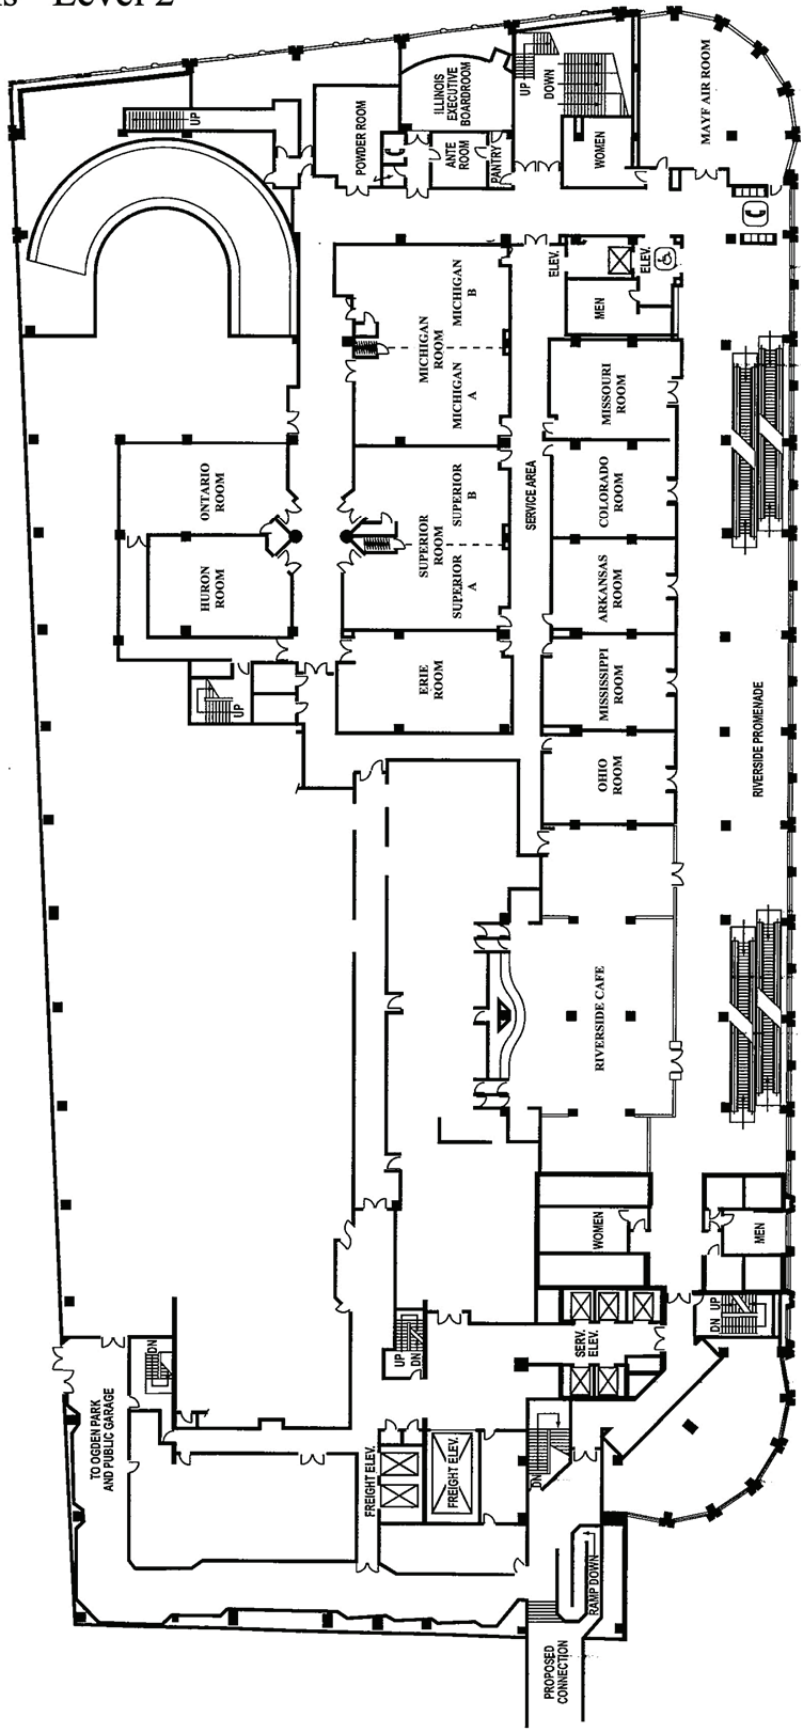 Level 2
UP
UP
DOWN
ILLINOIS
EXECUTIVE
BOARDROOM
POWDER ROOM
ANTE
ROOM
PANTRY
WOMEN
MAYF AIR ROOM
ELEV.
ELEV.
MEN
MICHIGAN
B
MICHIGAN
ROOM
MICHIGAN
A
MISSOURI
ROOM
ONTARIO
ROOM
SUPERIOR
B
SUPERIOR
ROOM
SUPERIOR
A
SERVICE AREA
COLORADO
ROOM
HURON
ROOM
ARKANSAS
ROOM
UP
ERIE
ROOM
MISSISSIPPI
ROOM
OHIO
ROOM
RIVERSIDE PROMENADE
RIVERSIDE CAFE
WOMEN
MEN
DN
UP
DN
SERV.
ELEV.
UP
DN
TO OGDEN PARK
AND PUBLIC GARAGE
FREIGHT ELEV.
FREIGHT ELEV.
DN
RAMP DOWN
PROPOSED
CONNECTION